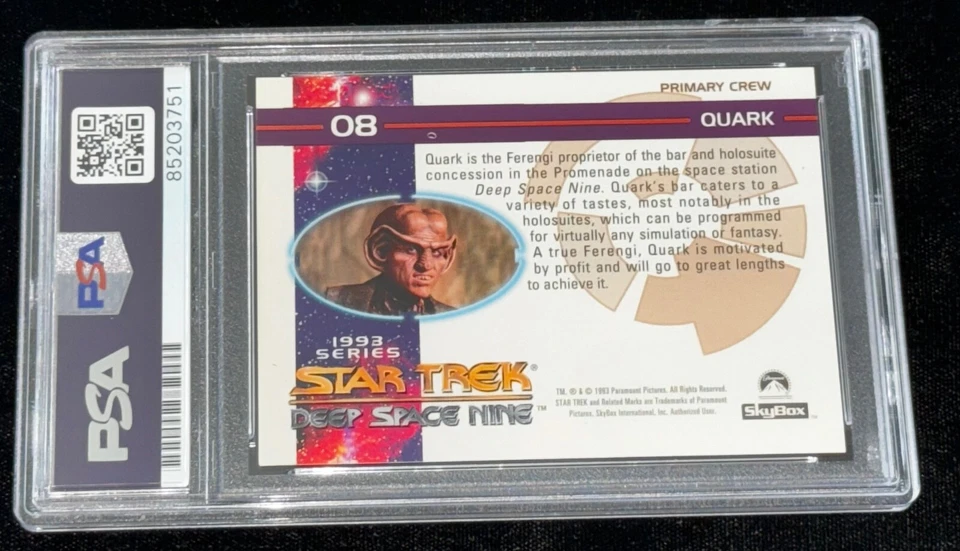 85203751
PSA
PSA
PRIMARY CREW
08 QUARK
Quark is the Ferengi proprietor of the bar and holosuite
concession in the Promenade on the space station
Deep Space Nine. Quark's bar caters to a
variety of tastes, most notably in the
holosuites, which can be programmed
for virtually any simulation or fantasy.
A true Ferengi, Quark is motivated
by profit and will go to great lengths
to achieve it.
1993
SERIES
STAR TREK®
DEEP SPACE NINE™
TM, ® & © 1993 Paramount Pictures. All Rights Reserved.
STAR TREK and Related Marks are Trademarks of Paramount
Pictures. SkyBox International, Inc. Authorized User.
SkyBox™